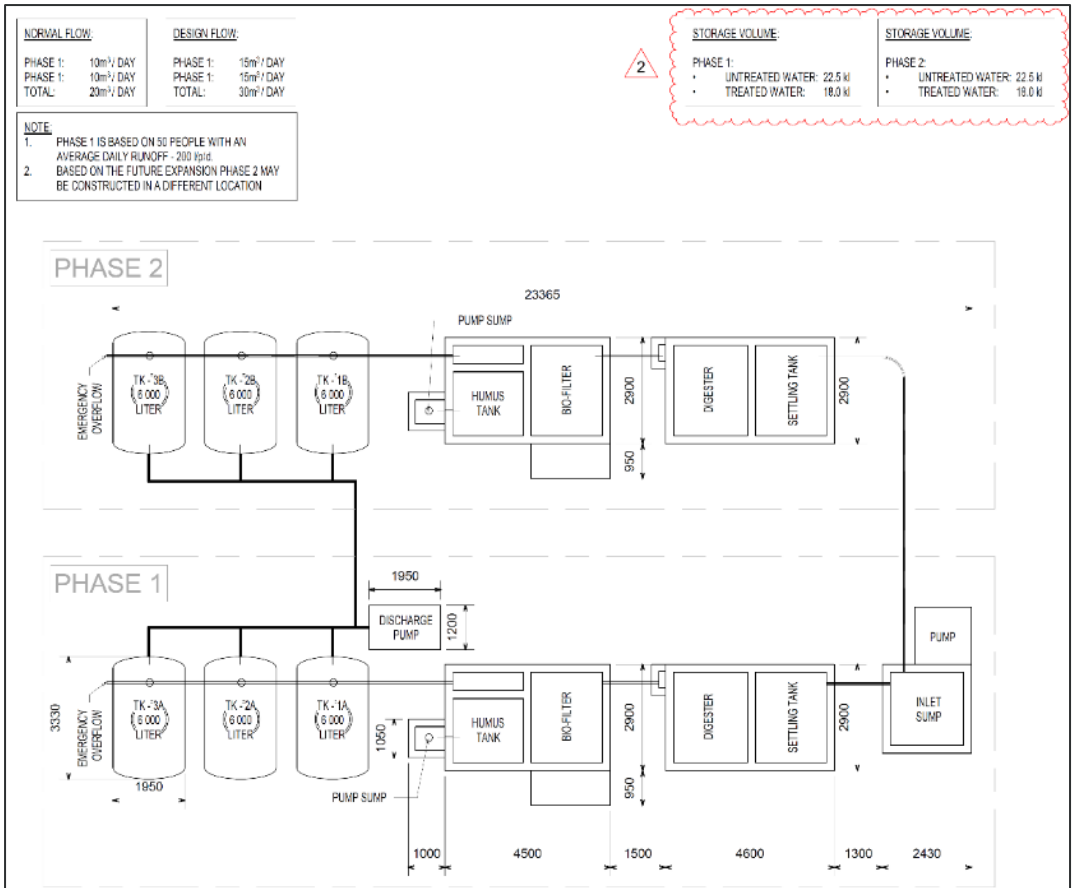 NORMAL FLOW:
PHASE 1: 10m³/ DAY
PHASE 1: 10m³/ DAY
TOTAL: 20m³/ DAY
DESIGN FLOW:
PHASE 1: 15m³/ DAY
PHASE 1: 15m³/ DAY
TOTAL: 30m³/ DAY
2
STORAGE VOLUME:
PHASE 1:
• UNTREATED WATER: 22.5 kl
• TREATED WATER: 18.0 kl
STORAGE VOLUME:
PHASE 2:
• UNTREATED WATER: 22.5 kl
• TREATED WATER: 18.0 kl
NOTE:
1. PHASE 1 IS BASED ON 50 PEOPLE WITH AN
AVERAGE DAILY RUNOFF - 200 l/p/d.
2. BASED ON THE FUTURE EXPANSION PHASE 2 MAY
BE CONSTRUCTED IN A DIFFERENT LOCATION
PHASE 2
23365
PUMP SUMP
EMERGENCY
OVERFLOW
TK -3B
6 000
LITER
TK -2B
6 000
LITER
TK -1B
6 000
LITER
HUMUS
TANK
BIO-FILTER
2900
950
DIGESTER
SETTLING TANK
2900
PHASE 1
1950
DISCHARGE
PUMP
1200
PUMP
3330
EMERGENCY
OVERFLOW
TK -3A
6 000
LITER
TK -2A
6 000
LITER
TK -1A
6 000
LITER
1050
HUMUS
TANK
BIO-FILTER
2900
950
DIGESTER
SETTLING TANK
2900
INLET
SUMP
1950
PUMP SUMP
1000
4500
1500
4600
1300
2430